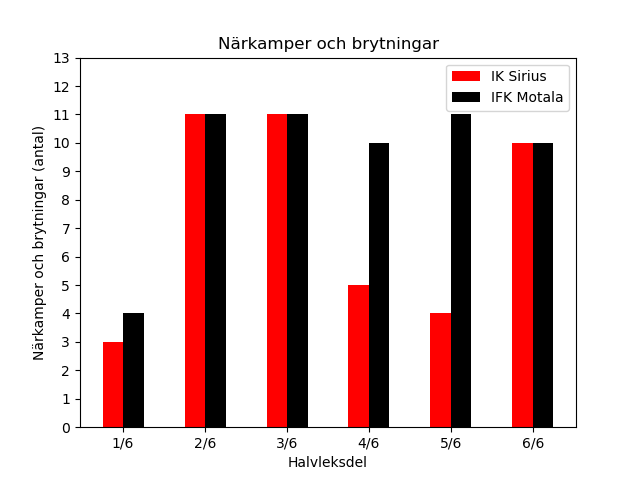 Närkamper och brytningar
IK Sirius
IFK Motala
13
12
11
10
9
8
7
6
5
4
3
2
1
0
Närkamper och brytningar (antal)
1/6 2/6 3/6 4/6 5/6 6/6
Halvleksdel